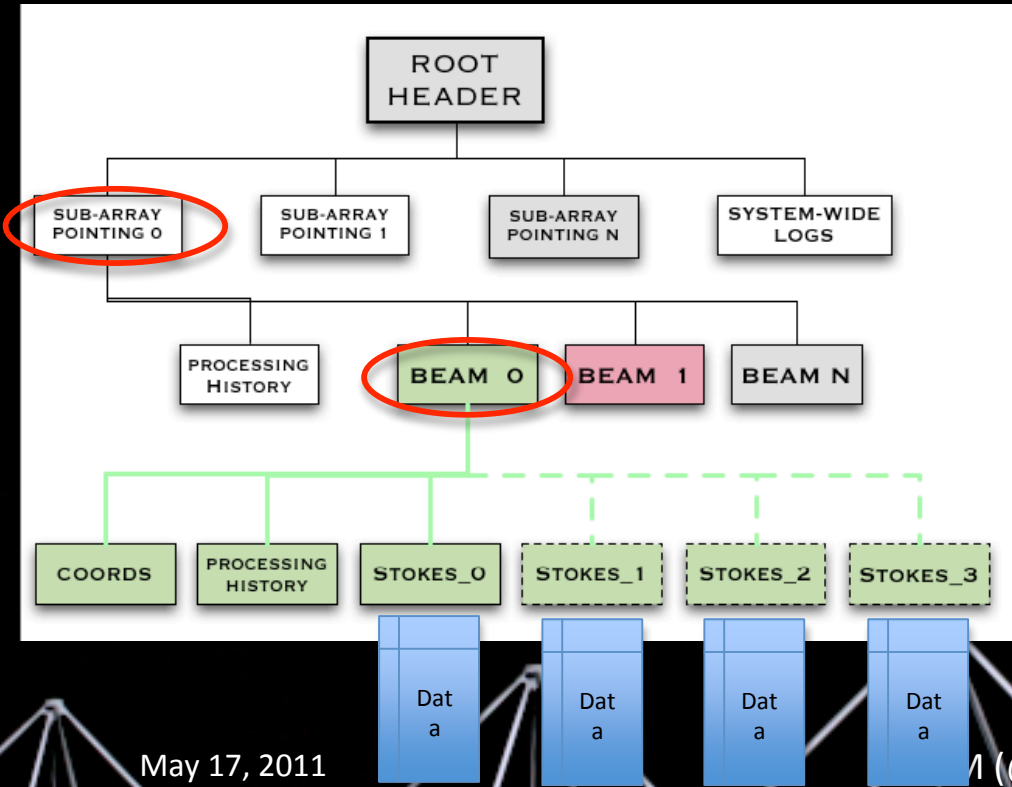 ROOT
HEADER
SUB-ARRAY
POINTING 0
SUB-ARRAY
POINTING 1
SUB-ARRAY
POINTING N
SYSTEM-WIDE
LOGS
PROCESSING
HISTORY
BEAM 0
BEAM 1
BEAM N
COORDS
PROCESSING
HISTORY
STOKES_0
STOKES_1
STOKES_2
STOKES_3
Dat
a
Dat
a
Dat
a
Dat
a
May 17, 2011